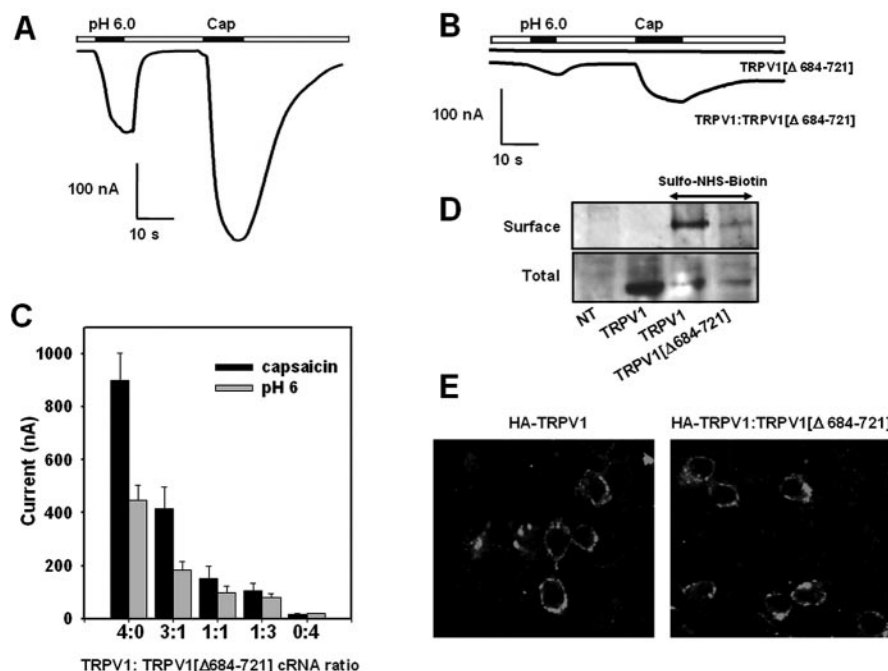 A
pH 6.0
Cap
100 nA
10 s
B
pH 6.0
Cap
TRPV1[Δ 684-721]
TRPV1:TRPV1[Δ 684-721]
100 nA
10 s
C
1000
800
600
400
200
0
Current (nA)
capsaicin
pH 6
4:0 3:1 1:1 1:3 0:4
TRPV1: TRPV1[Δ684-721] cRNA ratio
D
Sulfo-NHS-Biotin
Surface
Total
NT
TRPV1
TRPV1
TRPV1[Δ684-721]
E
HA-TRPV1
HA-TRPV1:TRPV1[Δ 684-721]